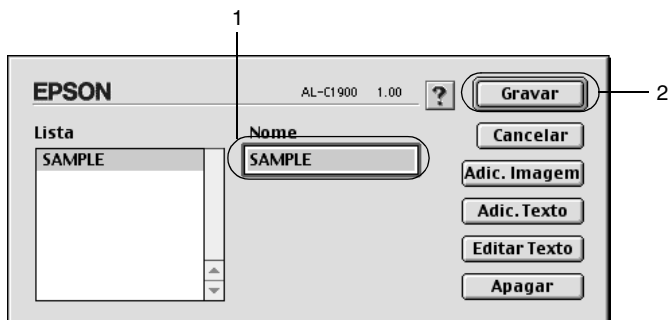 1
EPSON AL-C1900 1.00 ? Gravar 2
Lista Nome Cancelar
SAMPLE SAMPLE
Adic. Imagem
Adic. Texto
Editar Texto
Apagar